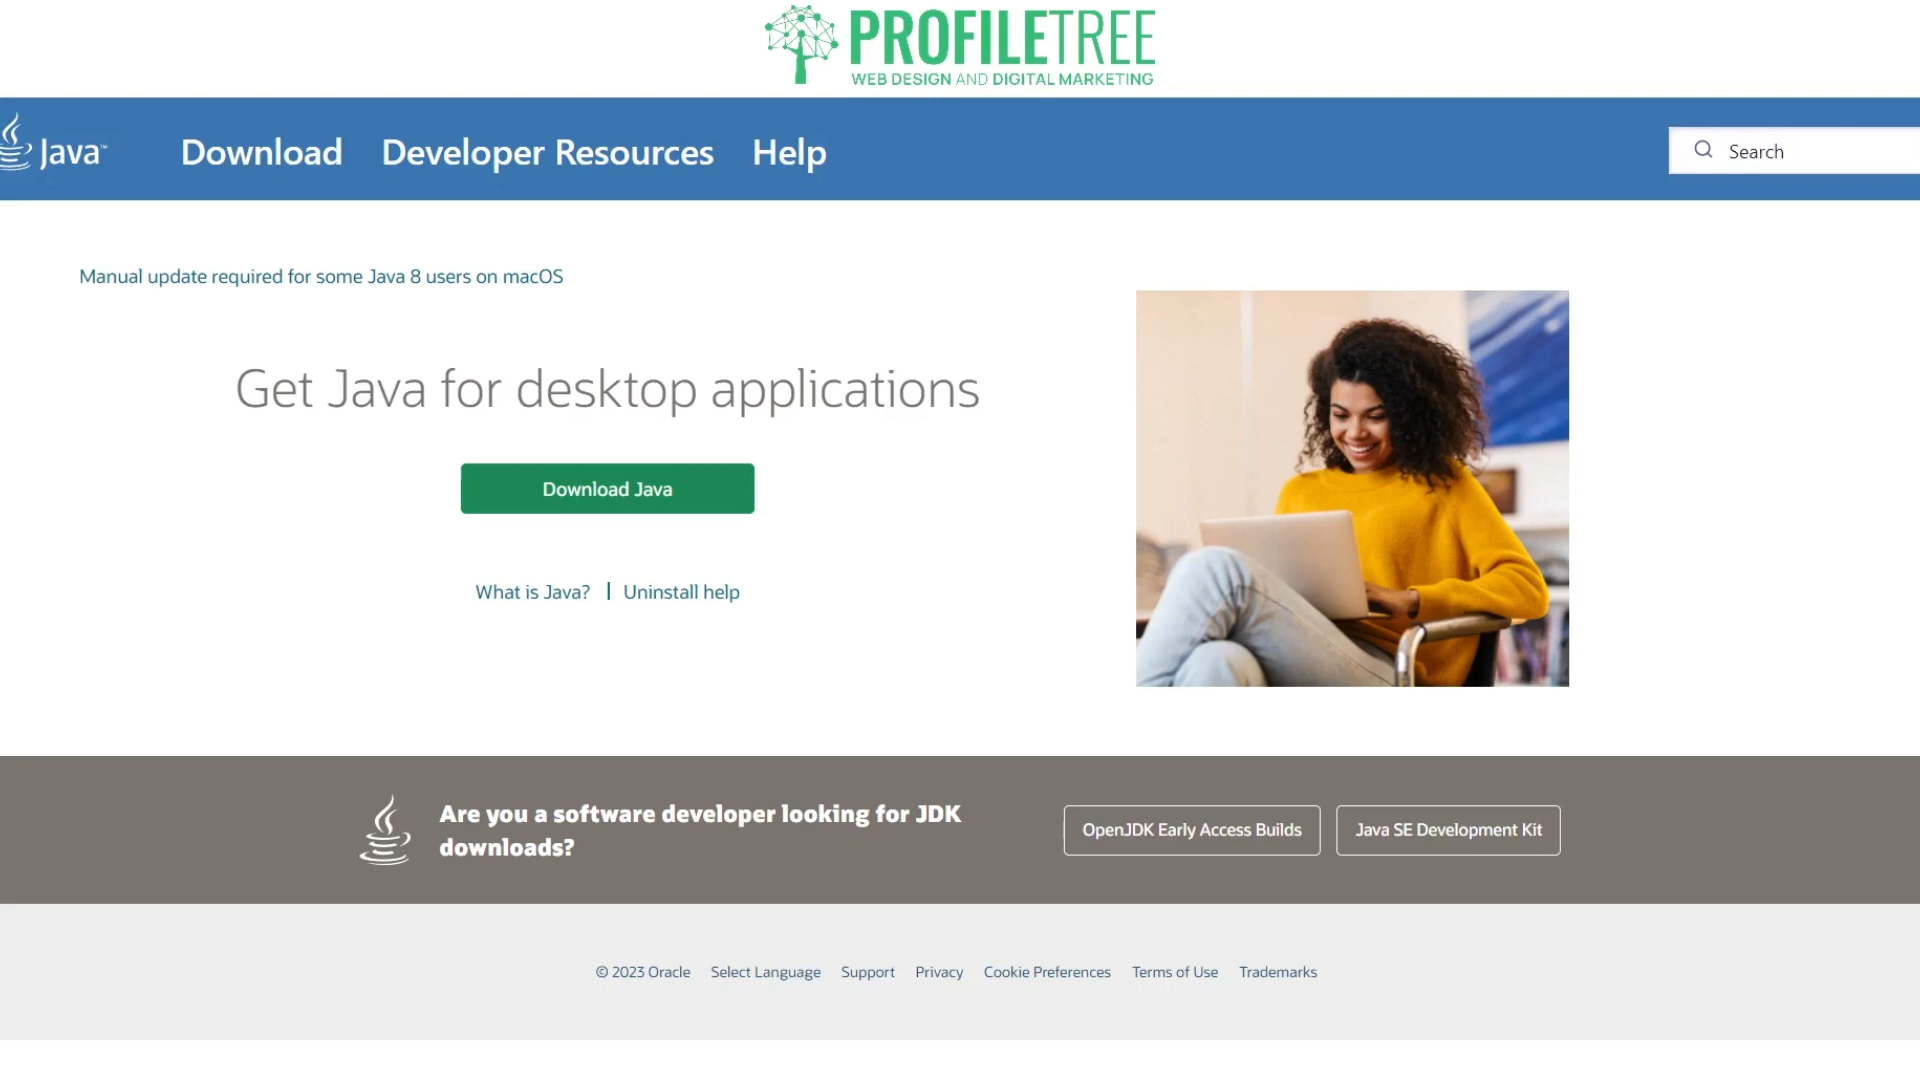 PROFILETREE
WEB DESIGN AND DIGITAL MARKETING
Java™ Download Developer Resources Help Search
Manual update required for some Java 8 users on macOS
Get Java for desktop applications
Download Java
What is Java? | Uninstall help
Are you a software developer looking for JDK
downloads?
OpenJDK Early Access Builds Java SE Development Kit
© 2023 Oracle Select Language Support Privacy Cookie Preferences Terms of Use Trademarks